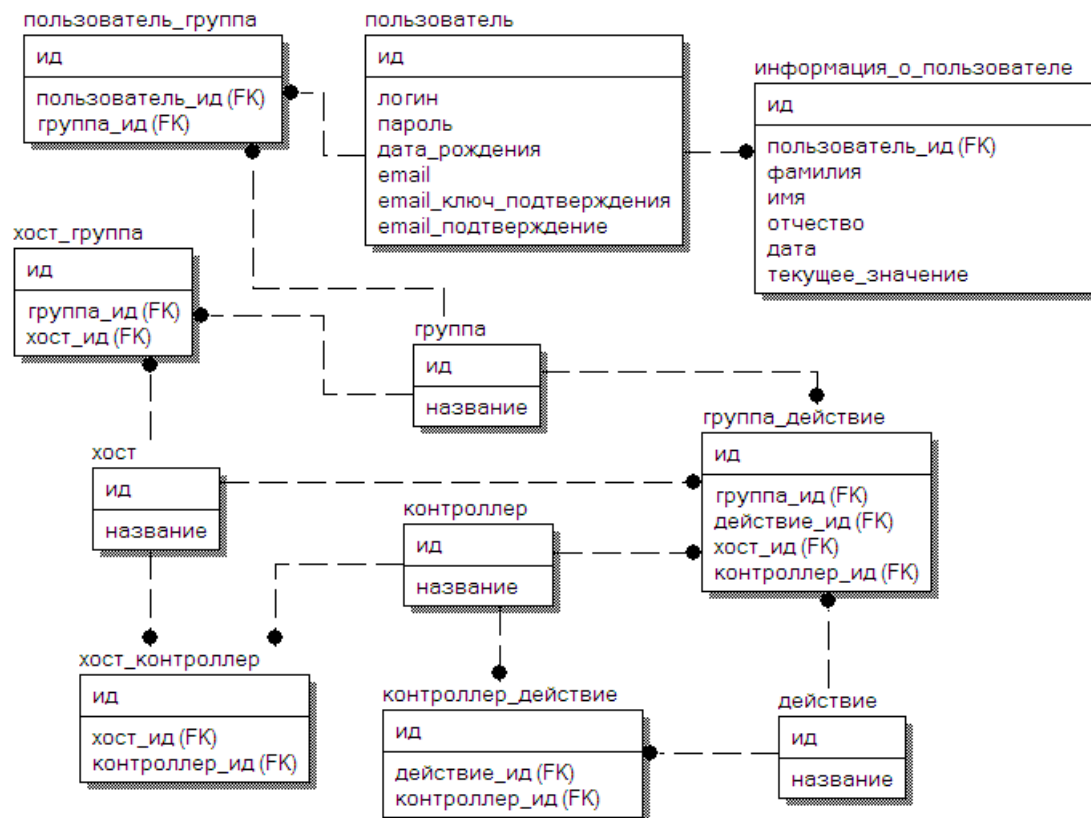 пользователь_группа
ид
пользователь_ид (FK)
группа_ид (FK)
пользователь
ид
логин
пароль
дата_рождения
email
email_ключ_подтверждения
email_подтверждение
информация_о_пользователе
ид
пользователь_ид (FK)
фамилия
имя
отчество
дата
текущее_значение
хост_группа
ид
группа_ид (FK)
хост_ид (FK)
группа
ид
название
группа_действие
ид
группа_ид (FK)
действие_ид (FK)
хост_ид (FK)
контроллер_ид (FK)
хост
ид
название
контроллер
ид
название
хост_контроллер
ид
хост_ид (FK)
контроллер_ид (FK)
контроллер_действие
ид
действие_ид (FK)
контроллер_ид (FK)
действие
ид
название